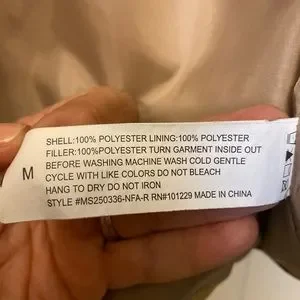 M
SHELL:100% POLYESTER LINING:100% POLYESTER
FILLER:100%POLYESTER TURN GARMENT INSIDE OUT
BEFORE WASHING MACHINE WASH COLD GENTLE
CYCLE WITH LIKE COLORS DO NOT BLEACH
HANG TO DRY DO NOT IRON
STYLE #MS250336-NFA-R RN#101229 MADE IN CHINA